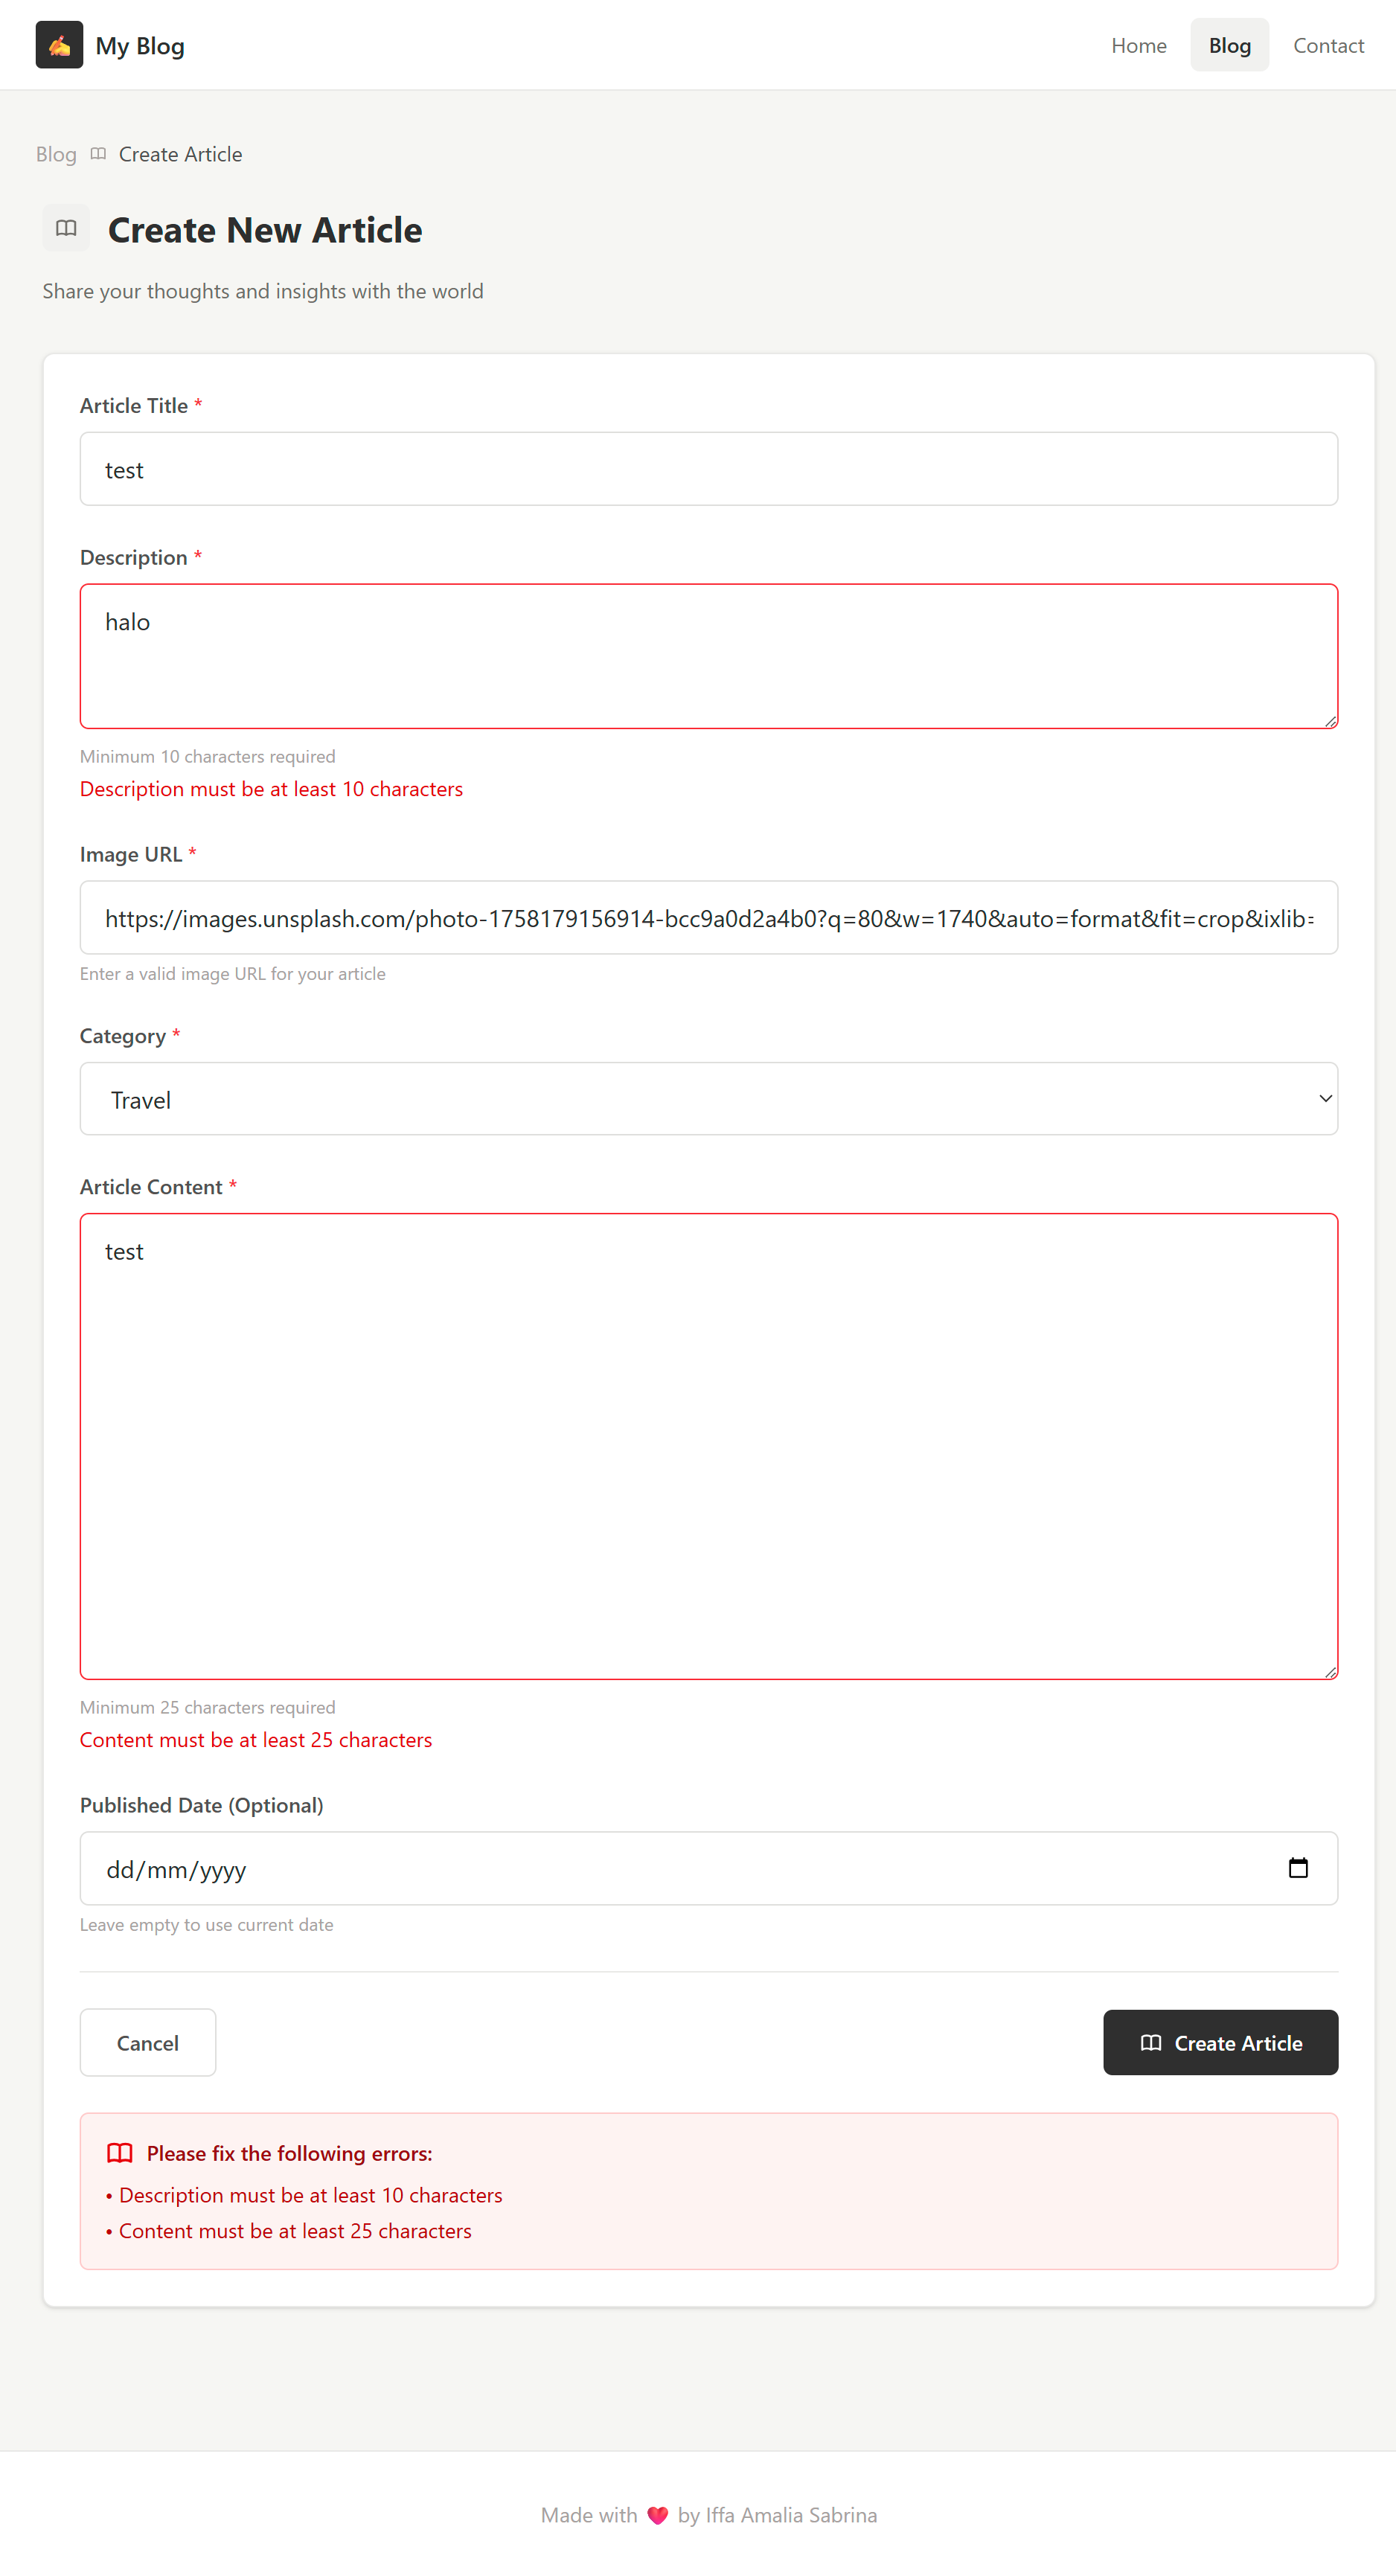 My Blog
Home
Blog
Contact
Blog
Create Article
Create New Article
Share your thoughts and insights with the world
Article Title *
test
Description *
halo
Minimum 10 characters required
Description must be at least 10 characters
Image URL *
https://images.unsplash.com/photo-1758179156914-bcc9a0d2a4b0?q=80&w=1740&auto=format&fit=crop&ixlib=
Enter a valid image URL for your article
Category *
Travel
Article Content *
test
Minimum 25 characters required
Content must be at least 25 characters
Published Date (Optional)
dd/mm/yyyy
Leave empty to use current date
Cancel
Create Article
Please fix the following errors:
• Description must be at least 10 characters
• Content must be at least 25 characters
Made with ❤️ by Iffa Amalia Sabrina